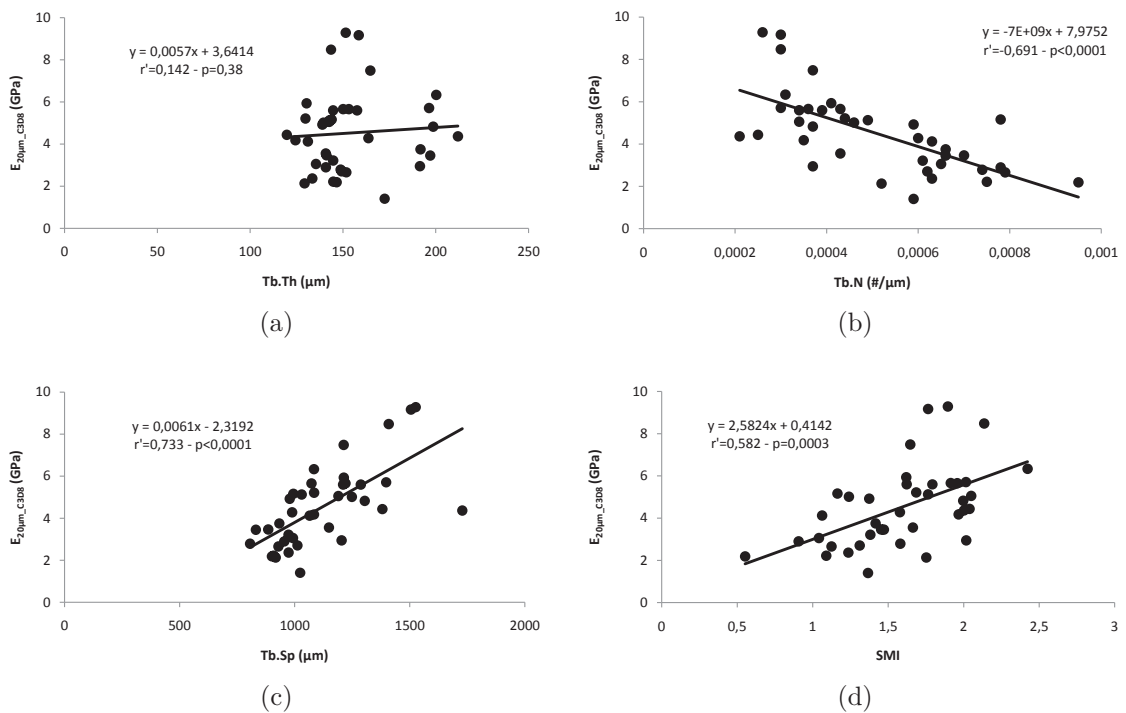 10
8
6
4
2
0
E20µm_C3D8 (GPa)
y = 0,0057x + 3,6414
r'=0,142 - p=0,38
0 50 100 150 200 250
Tb.Th (µm)
(a)
10
8
6
4
2
0
E20µm_C3D8 (GPa)
y = -7E+09x + 7,9752
r'=-0,691 - p<0,0001
0 0,0002 0,0004 0,0006 0,0008 0,001
Tb.N (#/µm)
(b)
10
8
6
4
2
0
E20µm_C3D8 (GPa)
y = 0,0061x - 2,3192
r'=0,733 - p<0,0001
0 500 1000 1500 2000
Tb.Sp (µm)
(c)
10
8
6
4
2
0
E20µm_C3D8 (GPa)
y = 2,5824x + 0,4142
r'=0,582 - p=0,0003
0 0,5 1 1,5 2 2,5 3
SMI
(d)